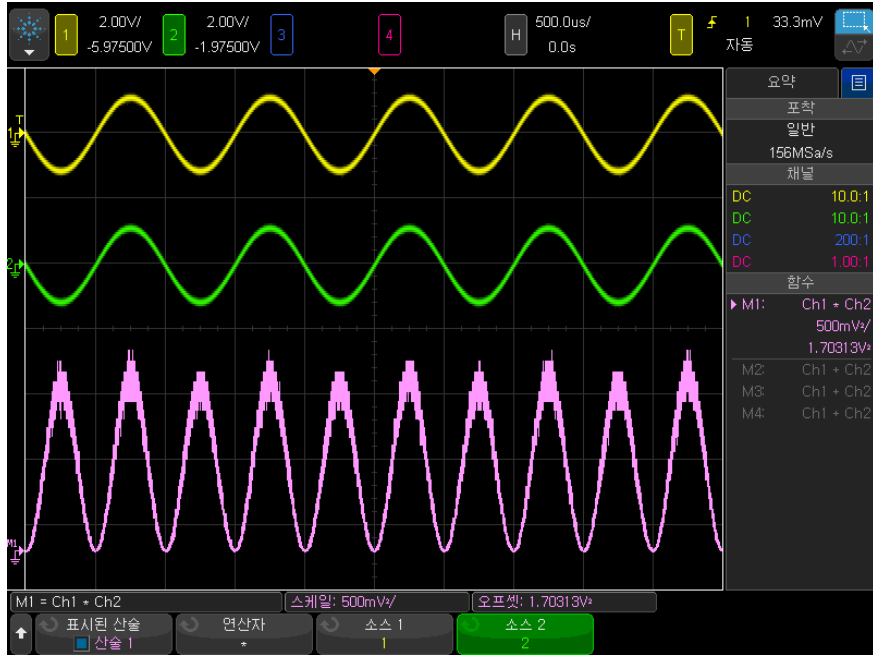 1 2.00V/ -5.97500V
2 2.00V/ -1.97500V
3
4
H 500.0us/ 0.0s
T 1 33.3mV 자동
요약
포착
일반
156MSa/s
채널
DC 10.0:1
DC 10.0:1
DC 200:1
DC 1.00:1
함수
M1: Ch1 * Ch2
500mV²/
1.70313V²
M2: Ch1 + Ch2
M3: Ch1 + Ch2
M4: Ch1 + Ch2
T
1
2
M1
M1 = Ch1 * Ch2
스케일: 500mV²/
오프셋: 1.70313V²
표시된 산술
산술 1
연산자
*
소스 1
1
소스 2
2